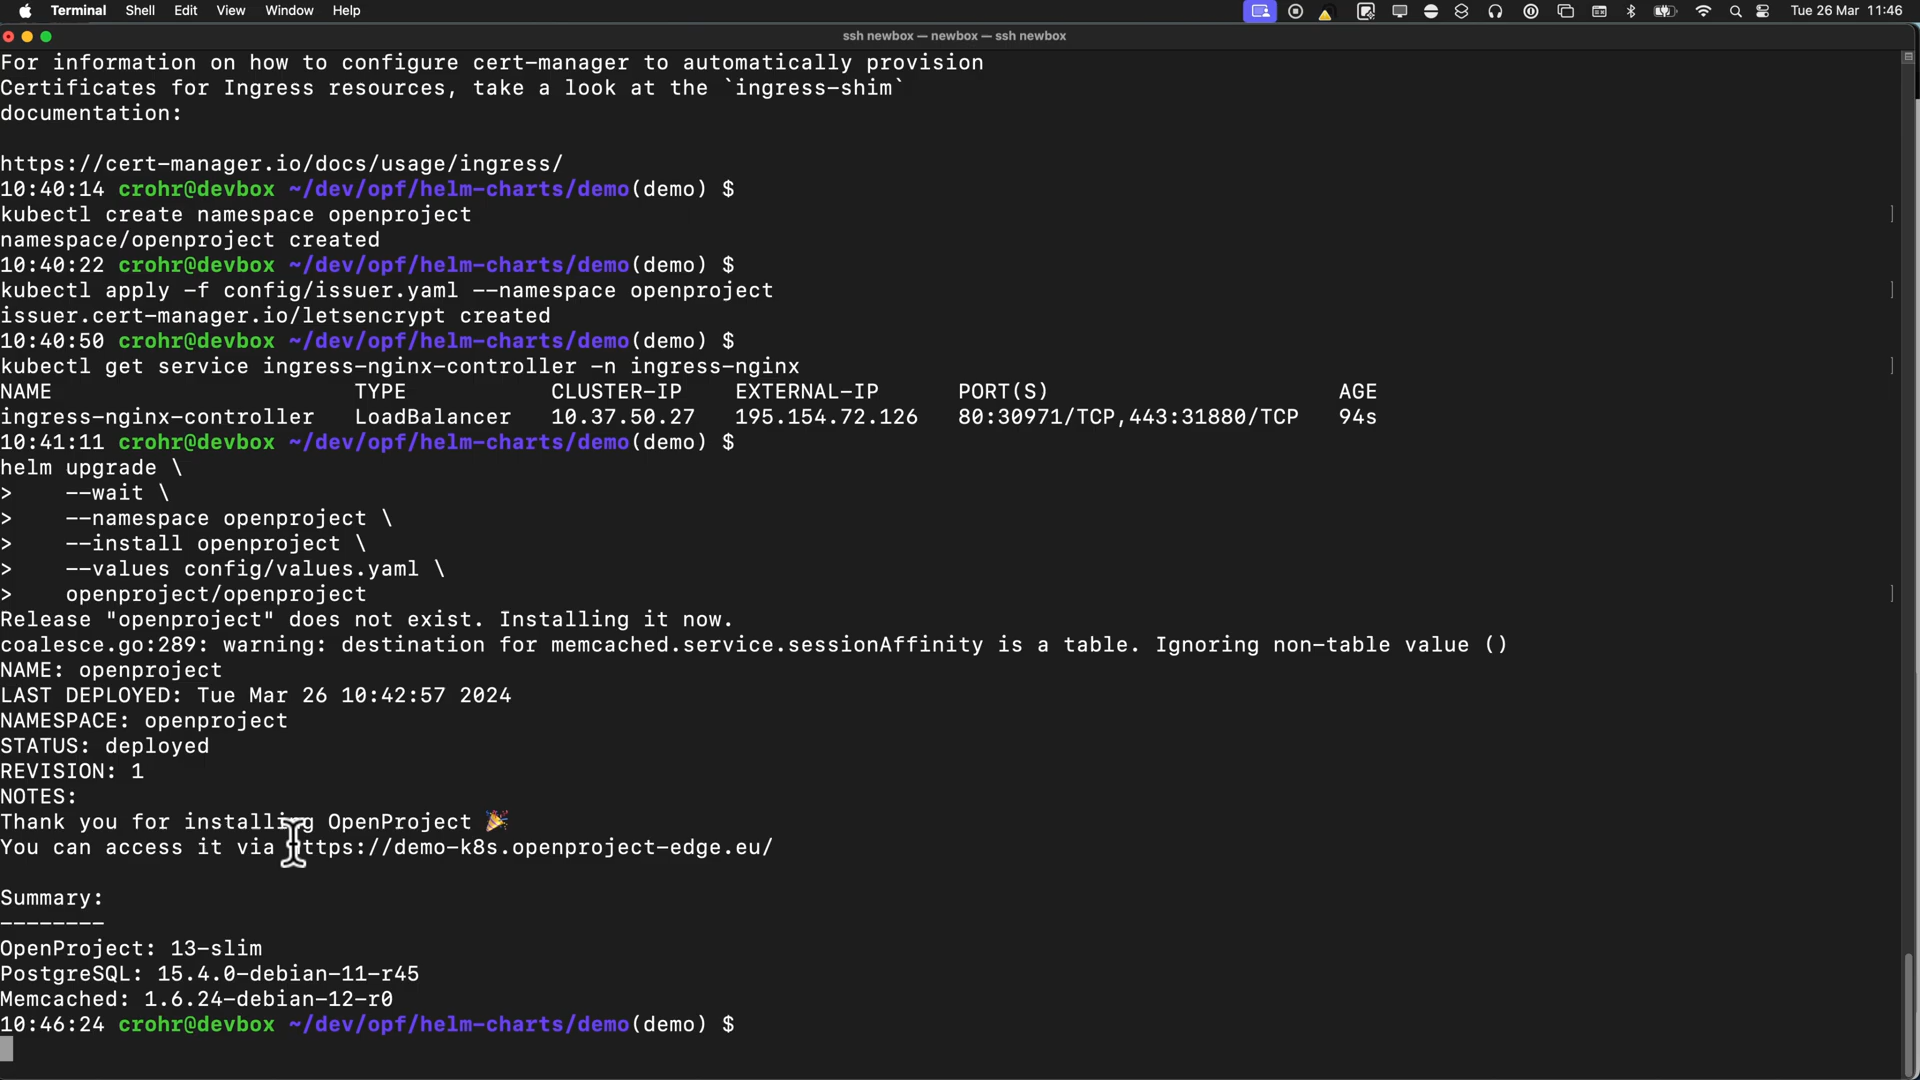 Terminal Shell Edit View Window Help Tue 26 Mar 11:46
ssh newbox — newbox — ssh newbox
For information on how to configure cert-manager to automatically provision
Certificates for Ingress resources, take a look at the `ingress-shim`
documentation:
https://cert-manager.io/docs/usage/ingress/
10:40:14 crohr@devbox ~/dev/opf/helm-charts/demo(demo) $
kubectl create namespace openproject
namespace/openproject created
10:40:22 crohr@devbox ~/dev/opf/helm-charts/demo(demo) $
kubectl apply -f config/issuer.yaml --namespace openproject
issuer.cert-manager.io/letsencrypt created
10:40:50 crohr@devbox ~/dev/opf/helm-charts/demo(demo) $
kubectl get service ingress-nginx-controller -n ingress-nginx
NAME TYPE CLUSTER-IP EXTERNAL-IP PORT(S) AGE
ingress-nginx-controller LoadBalancer 10.37.50.27 195.154.72.126 80:30971/TCP,443:31880/TCP 94s
10:41:11 crohr@devbox ~/dev/opf/helm-charts/demo(demo) $
helm upgrade \
> --wait \
> --namespace openproject \
> --install openproject \
> --values config/values.yaml \
> openproject/openproject
Release "openproject" does not exist. Installing it now.
coalesce.go:289: warning: destination for memcached.service.sessionAffinity is a table. Ignoring non-table value ()
NAME: openproject
LAST DEPLOYED: Tue Mar 26 10:42:57 2024
NAMESPACE: openproject
STATUS: deployed
REVISION: 1
NOTES:
Thank you for installing OpenProject 🎉
You can access it via https://demo-k8s.openproject-edge.eu/
Summary:
--------
OpenProject: 13-slim
PostgreSQL: 15.4.0-debian-11-r45
Memcached: 1.6.24-debian-12-r0
10:46:24 crohr@devbox ~/dev/opf/helm-charts/demo(demo) $